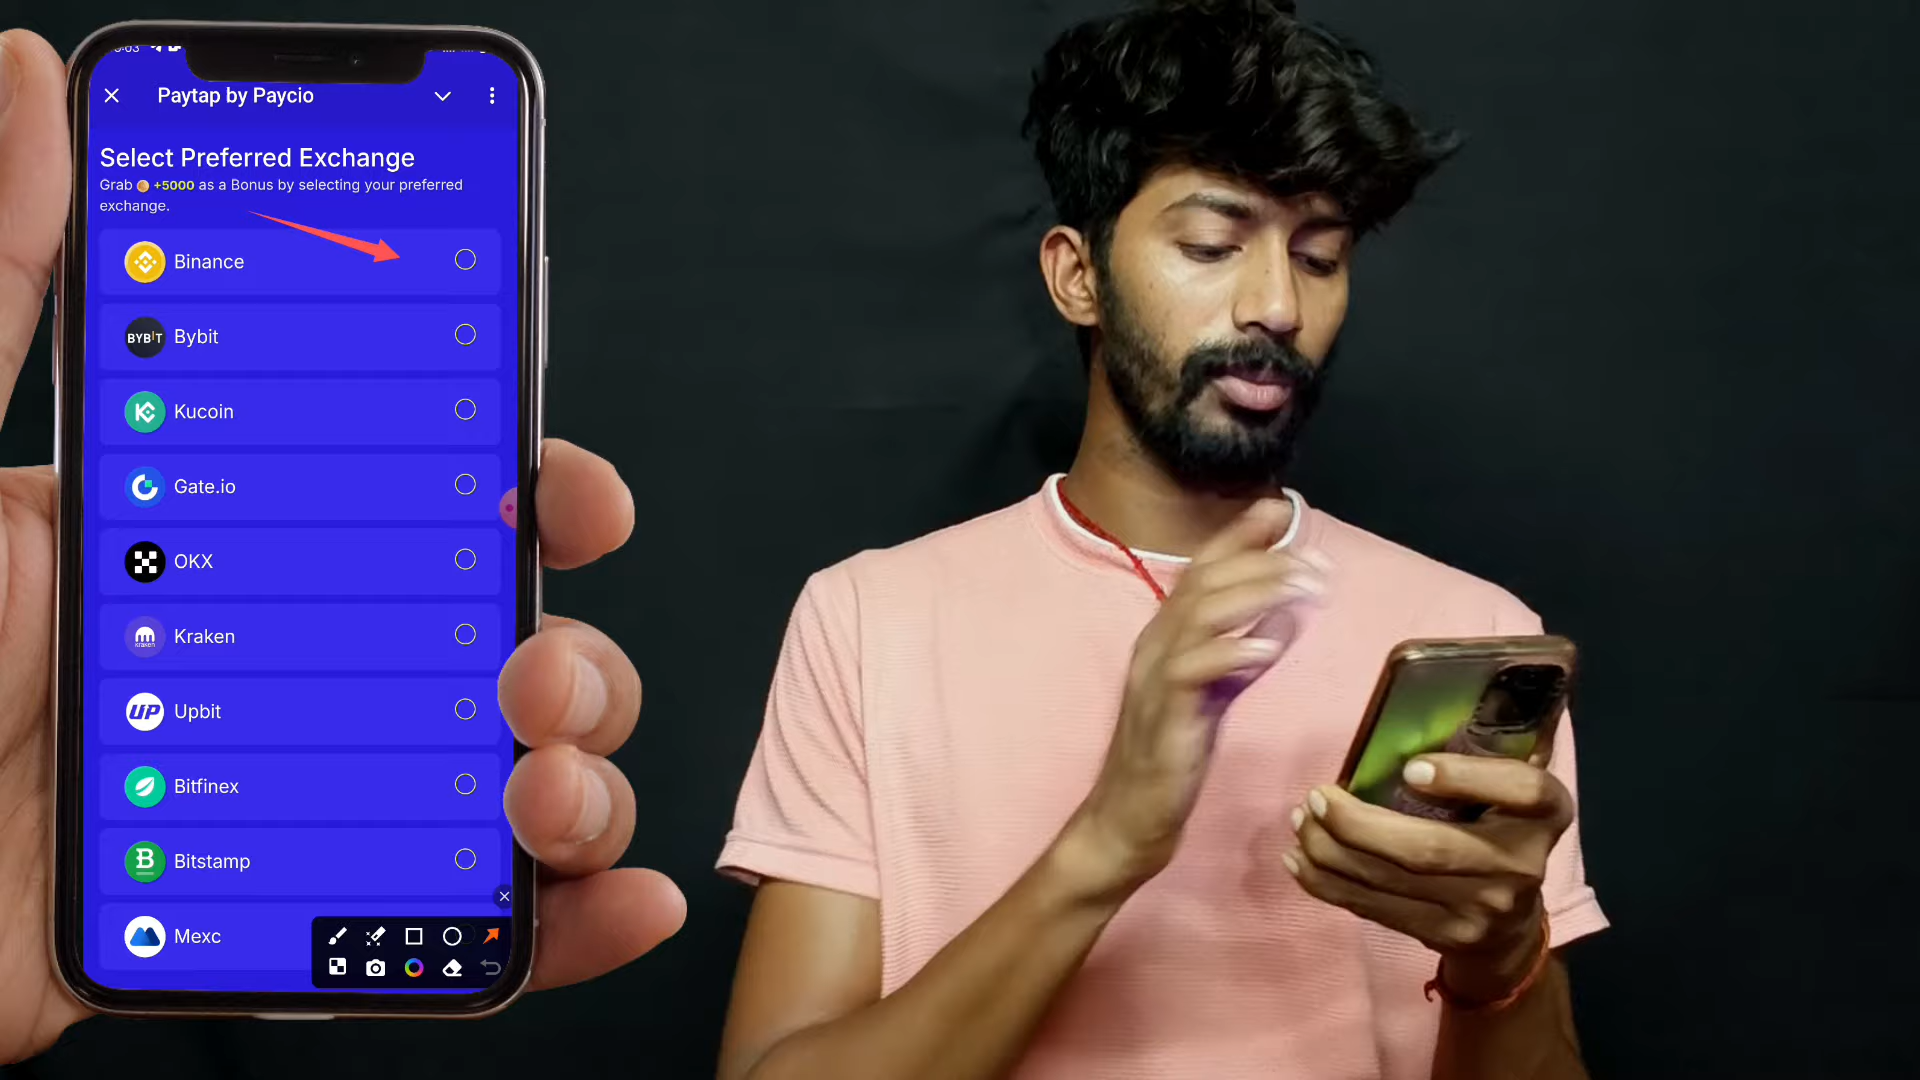 Paytap by Paycio
Select Preferred Exchange
Grab +5000 as a Bonus by selecting your preferred
exchange.
Binance
BYBIT Bybit
Kucoin
Gate.io
OKX
Kraken Kraken
UP Upbit
Bitfinex
Bitstamp
Mexc